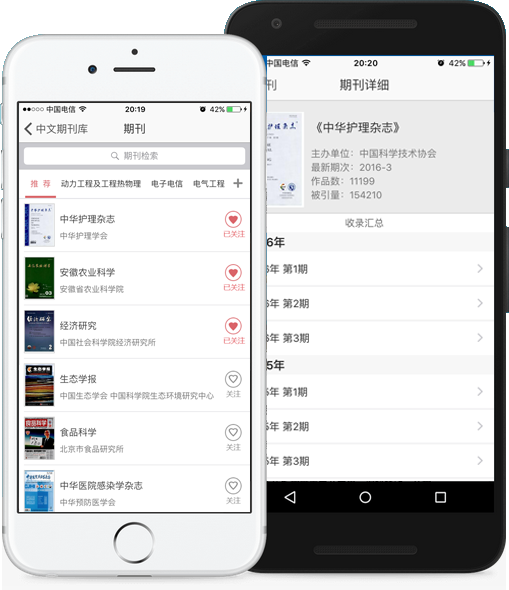 中国电信 20:19 42%
中文期刊库 期刊
期刊检索
推 荐 动力工程及工程热物理 电子电信 电气工程 +
中华护理杂志
中华护理学会
已关注
安徽农业科学
安徽省农业科学院
已关注
经济研究
中国社会科学院经济研究所
已关注
生态学报
中国生态学会 中国科学院生态环境研究中心
关注
食品科学
北京市食品研究所
关注
中华医院感染学杂志
中华预防医学会
关注
中国电信 20:20 42%
刊 期刊详细
《中华护理杂志》
主办单位：中国科学技术协会
最新期次：2016-3
作品数：11199
被引量：154210
收录汇总
6年
6年 第1期
6年 第2期
6年 第3期
5年
5年 第1期
5年 第2期
5年 第3期